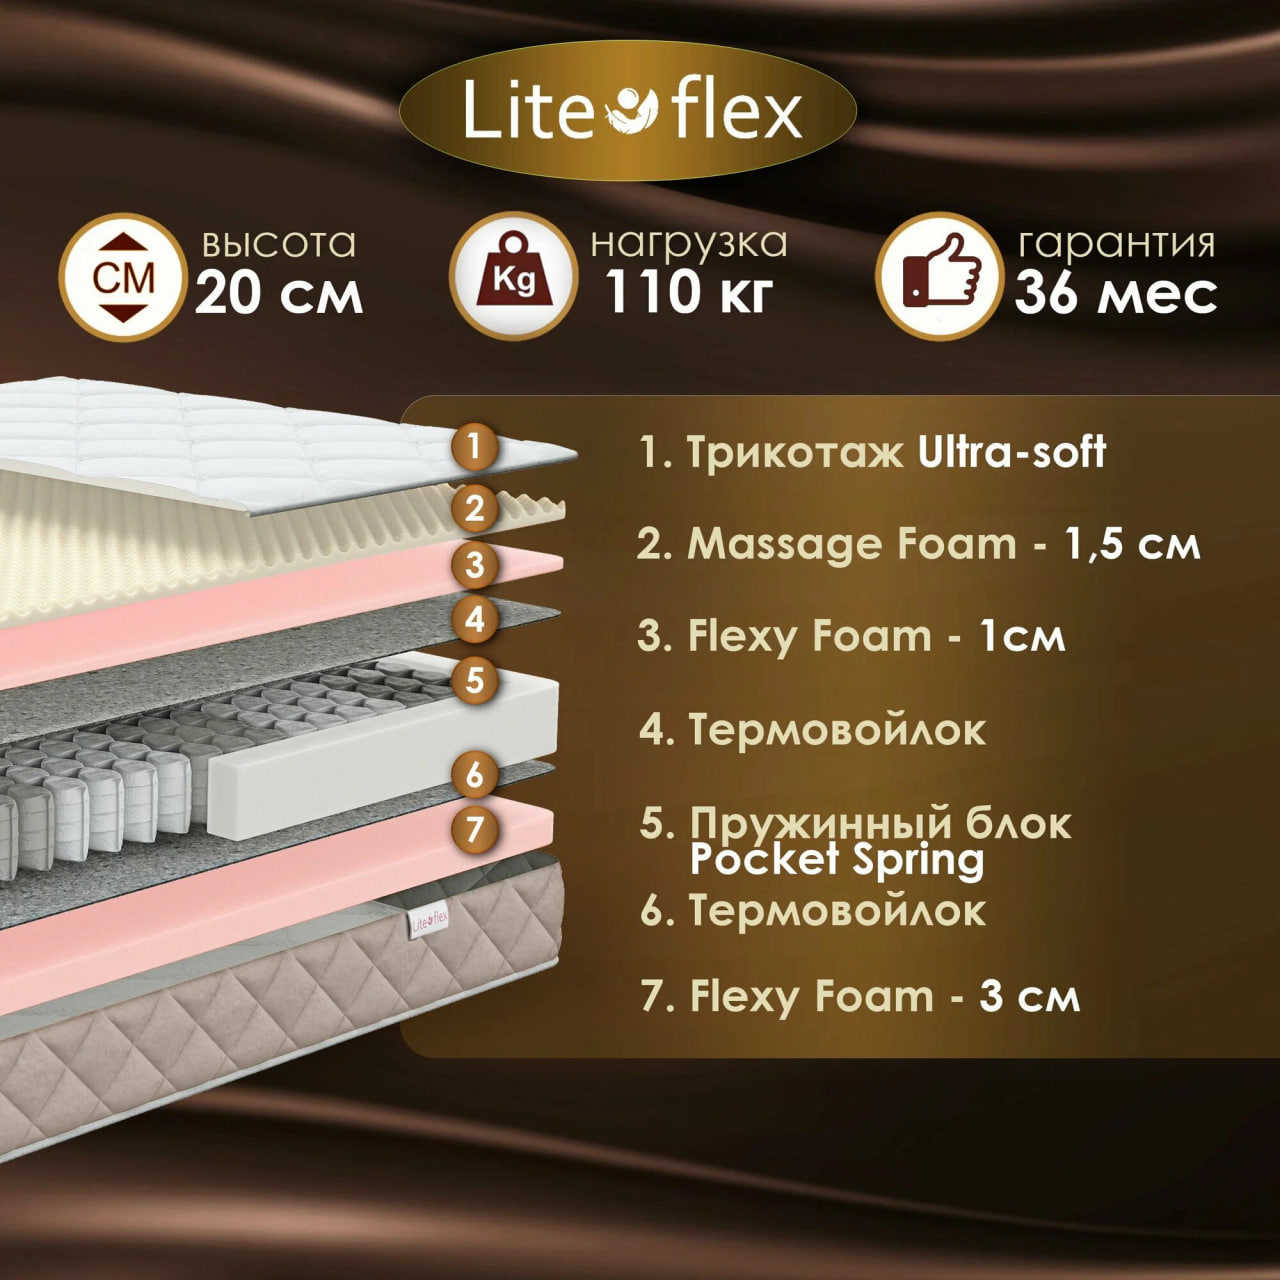 Lite flex
высота
СМ
20 см
нагрузка
Kg
110 кг
гарантия
36 мес
1
2
3
4
5
6
7
1. Трикотаж Ultra-soft
2. Massage Foam - 1,5 см
3. Flexy Foam - 1см
4. Термовойлок
5. Пружинный блок
Pocket Spring
6. Термовойлок
7. Flexy Foam - 3 см
Lite flex